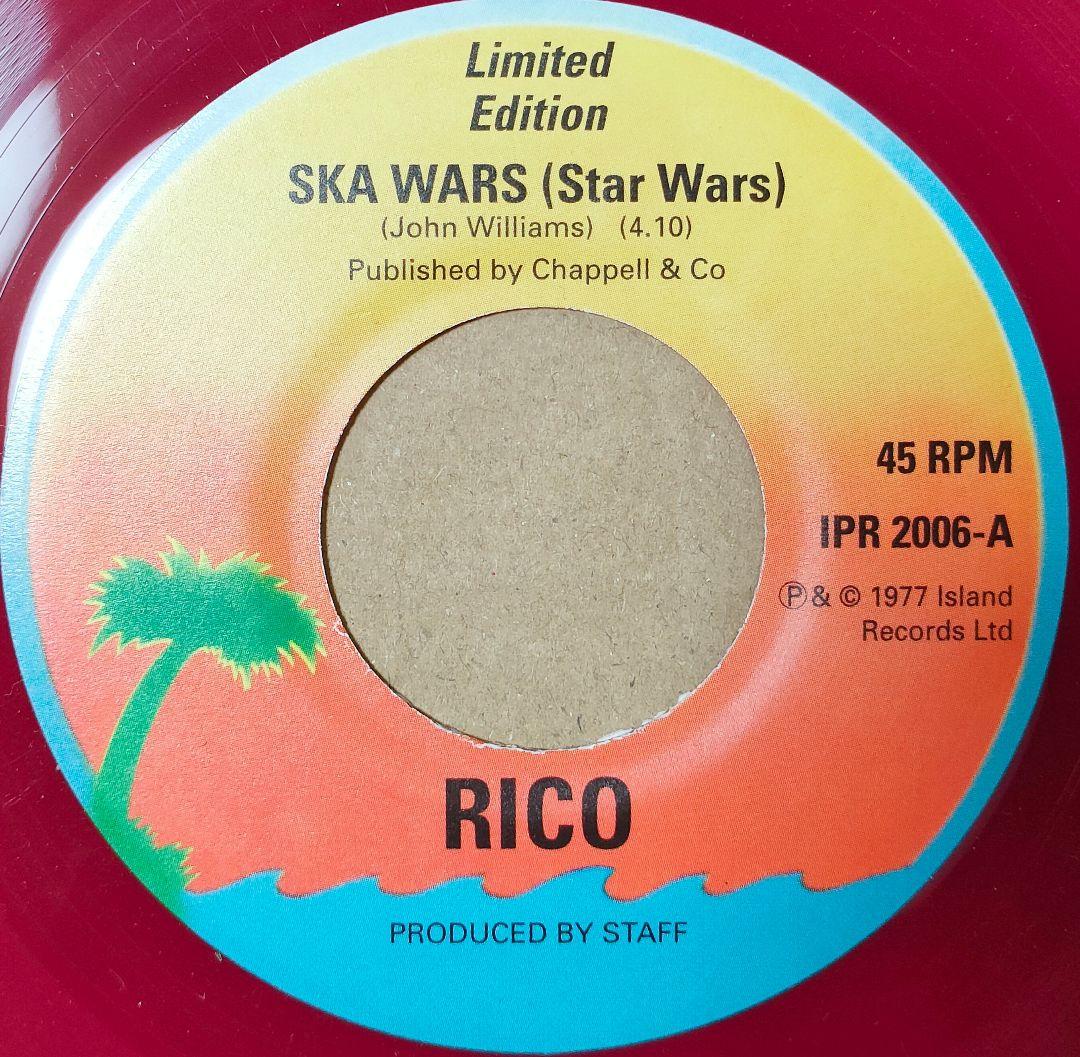 Limited
Edition
SKA WARS (Star Wars)
(John Williams) (4.10)
Published by Chappell & Co
45 RPM
IPR 2006-A
℗ & © 1977 Island
Records Ltd
RICO
PRODUCED BY STAFF